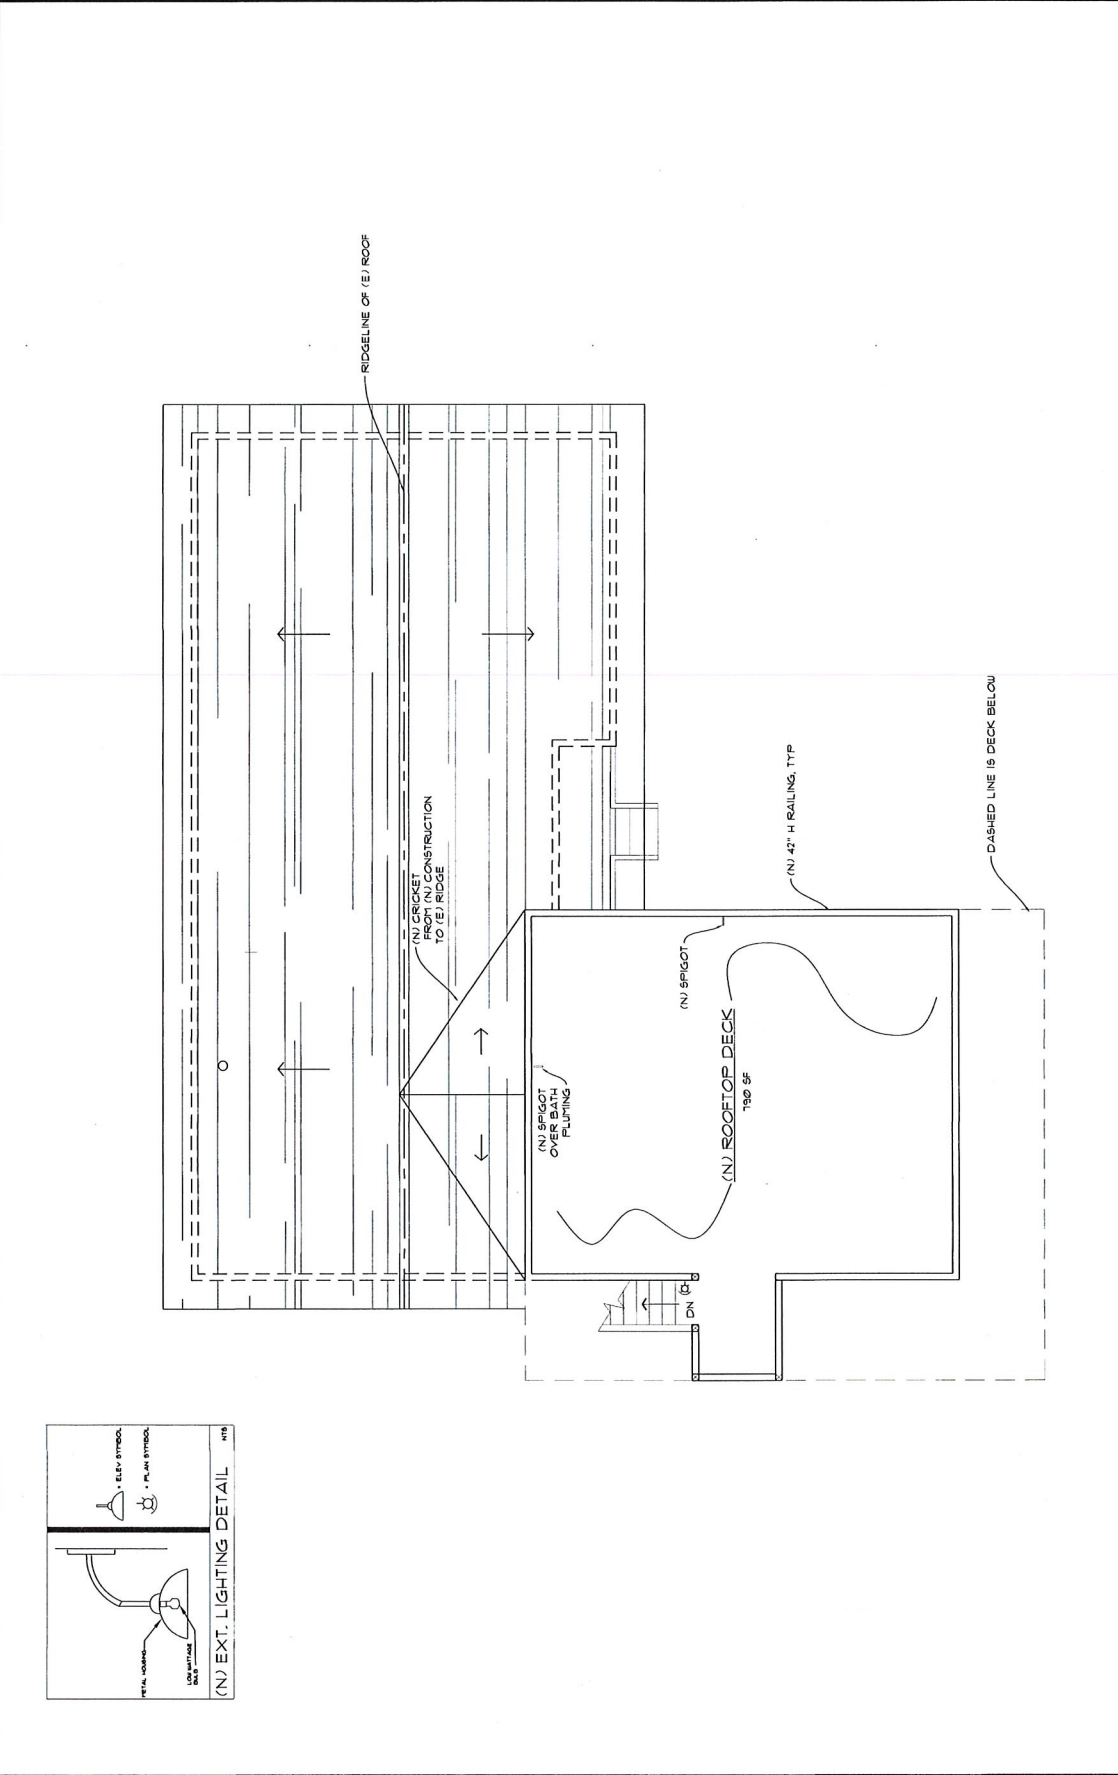 RIDGELINE OF (E) ROOF
(N) CRICKET
FROM (N) CONSTRUCTION
TO (E) RIDGE
(N) 42" H RAILING, TYP
DASHED LINE IS DECK BELOW
(N) SPIGOT
(N) SPIGOT
OVER BATH
PLUMING
(N) ROOFTOP DECK
790 SF
DN
= ELEV SYMBOL
= PLAN SYMBOL
METAL HOUSING
LOW WATTAGE
BULB
(N) EXT. LIGHTING DETAIL
NTS